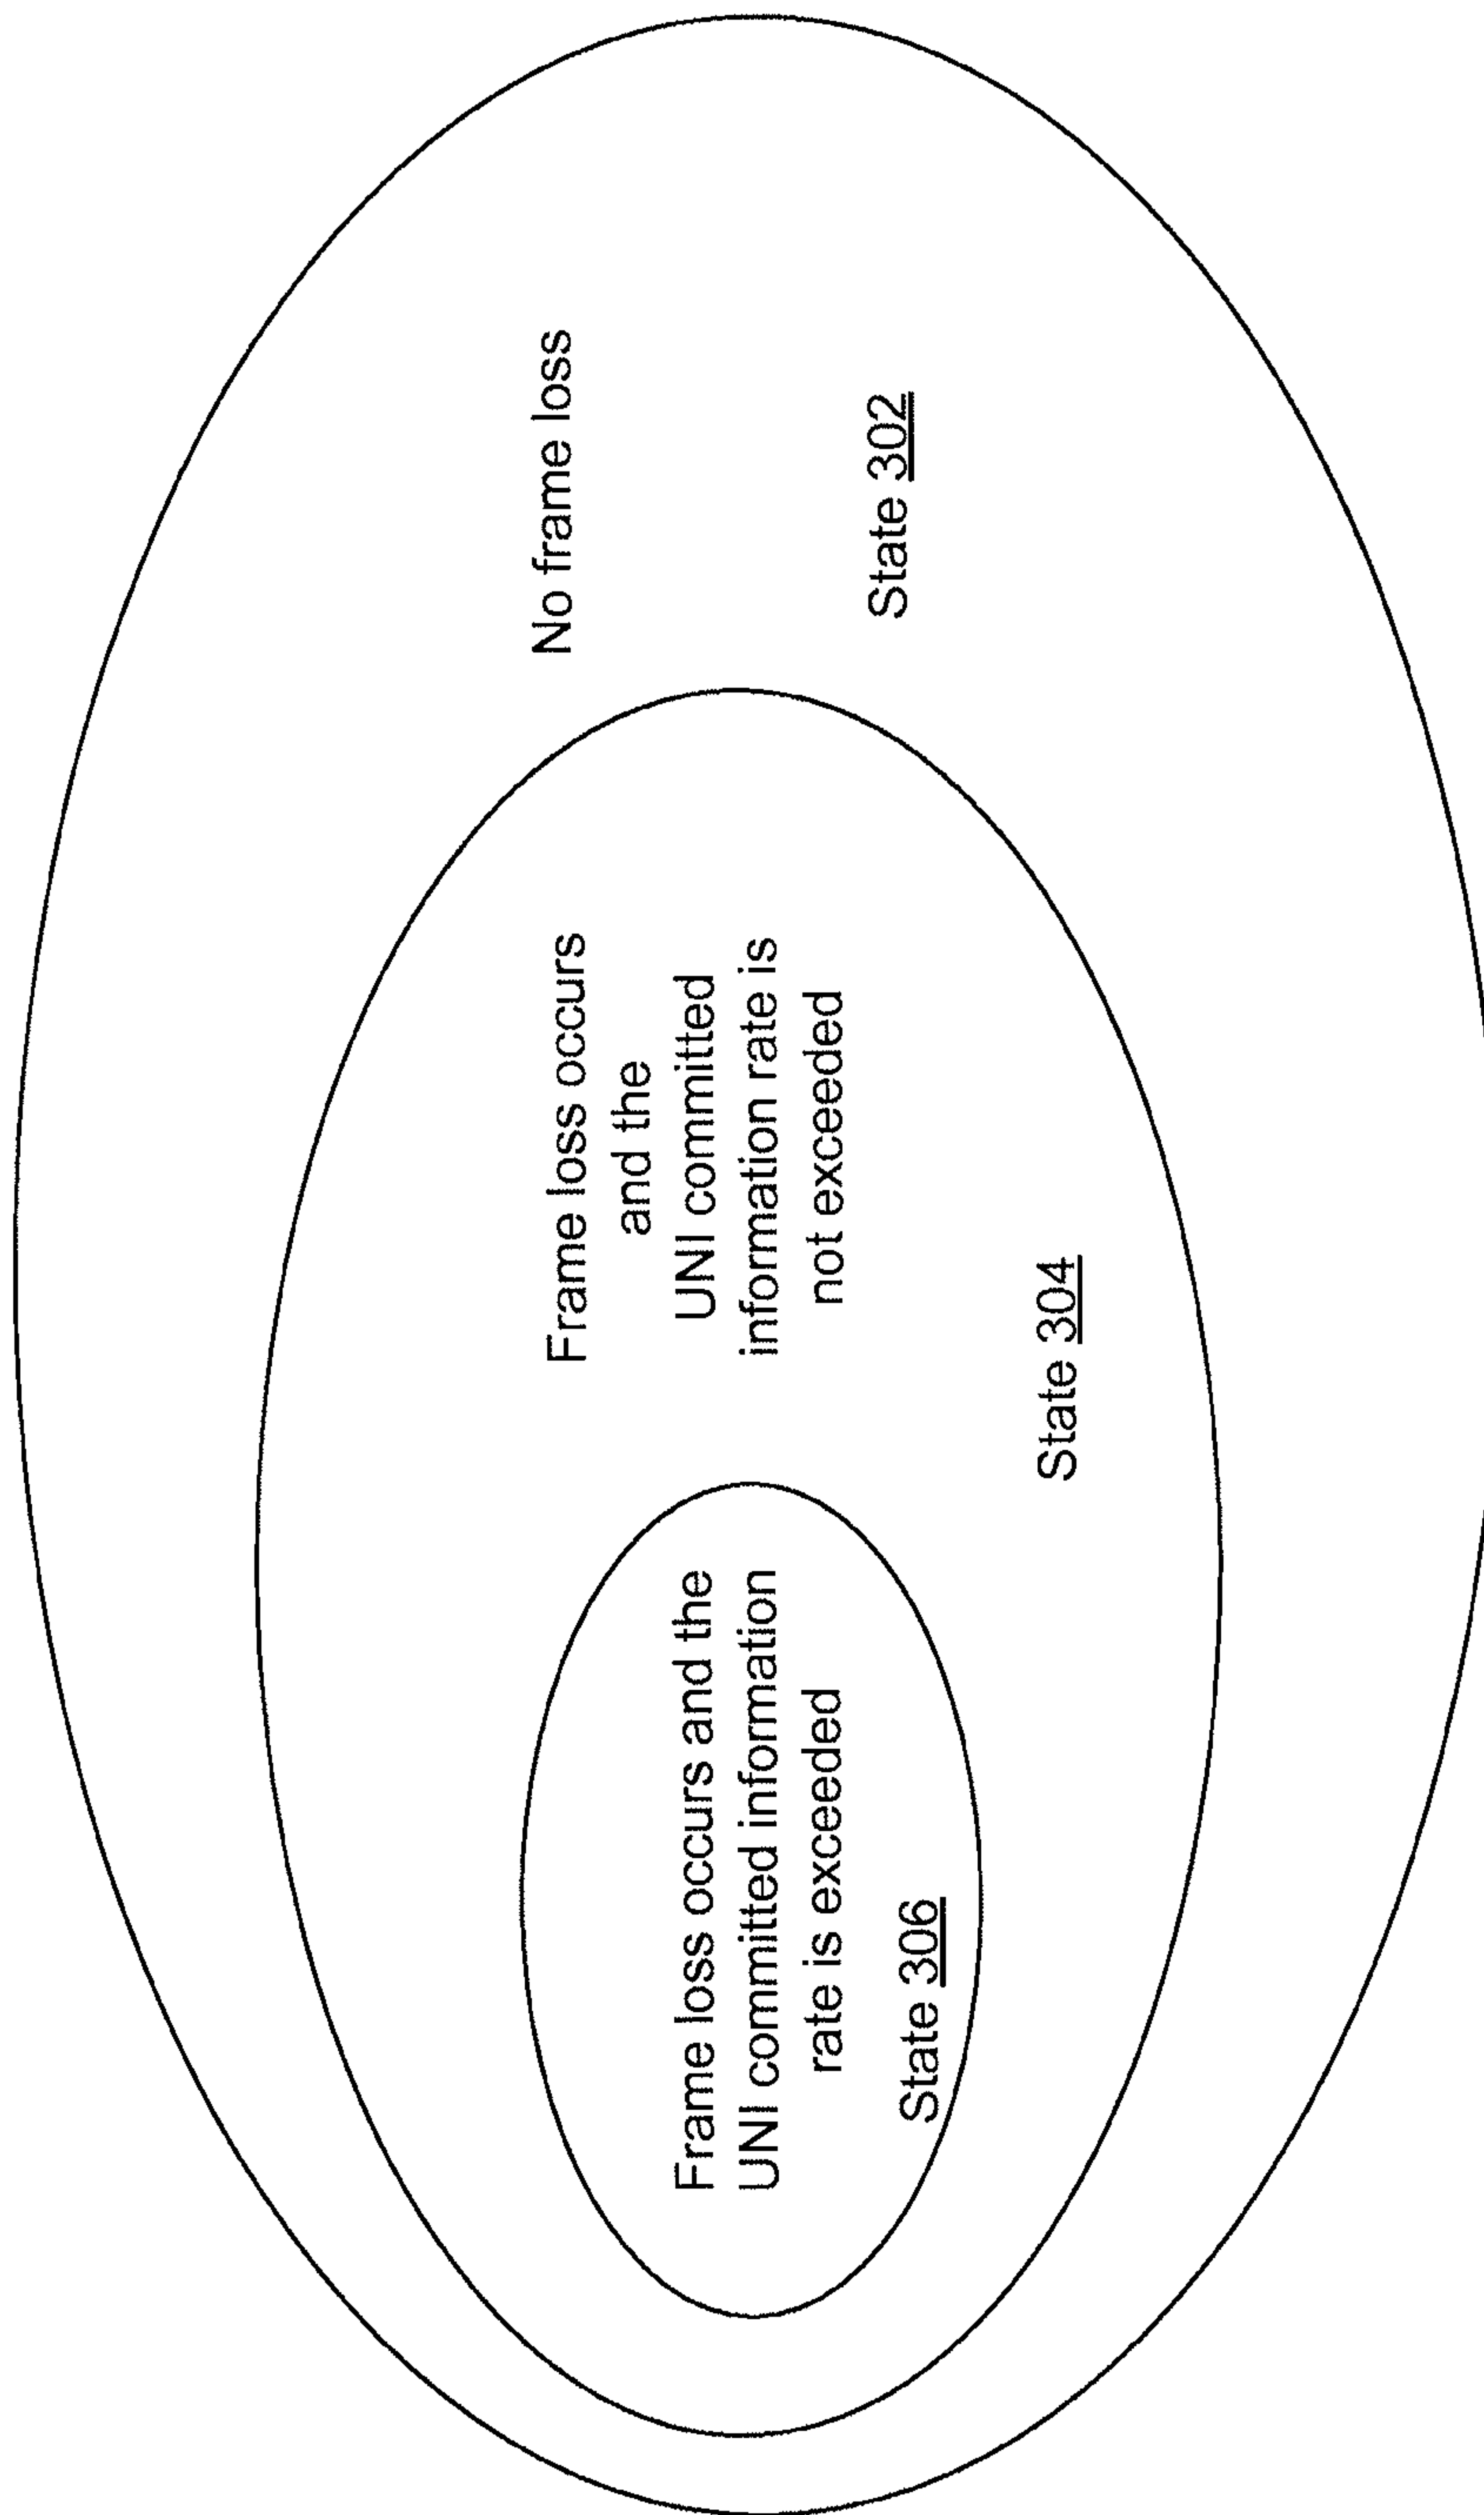 Frame loss occurs and the
UNI committed information
rate is exceeded
State 306
Frame loss occurs
and the
UNI committed
information rate is
not exceeded
State 304
No frame loss
State 302